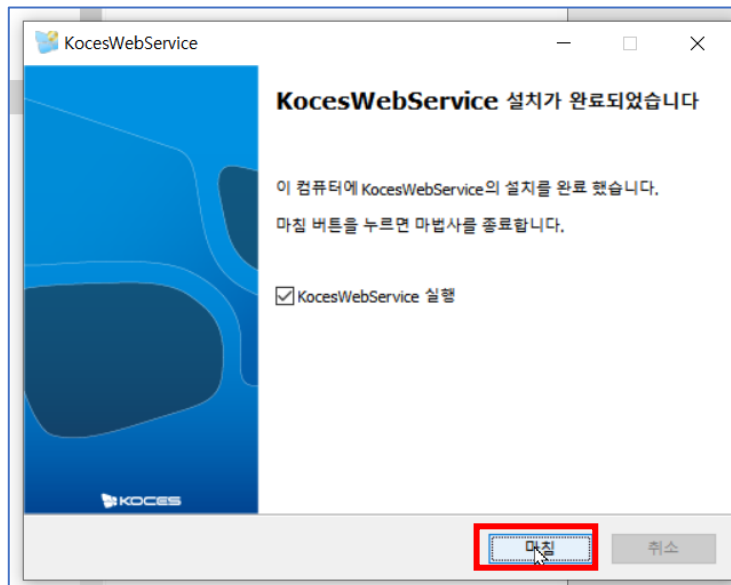 KocesWebService
KocesWebService 설치가 완료되었습니다
이 컴퓨터에 KocesWebService의 설치를 완료 했습니다.
마침 버튼을 누르면 마법사를 종료합니다.
KocesWebService 실행
KOCES
마침
취소